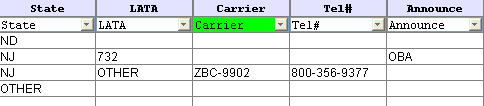 State LATA Carrier Tel# Announce
State LATA Carrier Tel# Announce
ND
NJ 732 OBA
NJ OTHER ZBC-9902 800-356-9377
OTHER